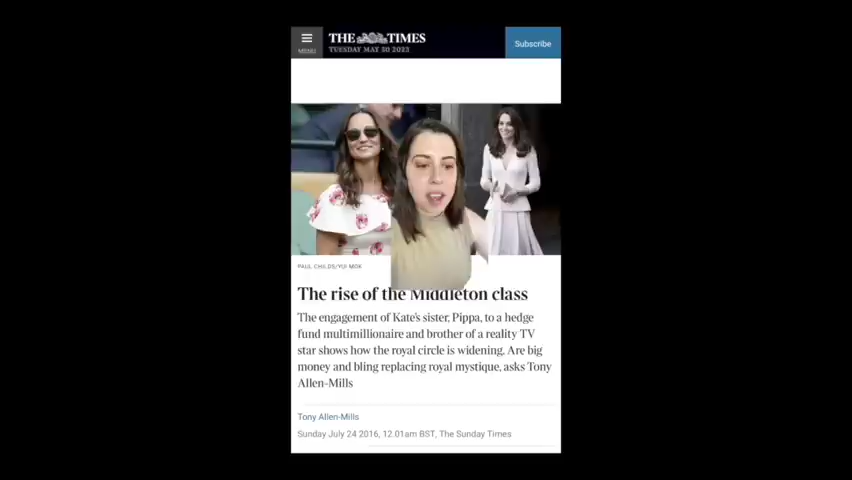 THE TIMES
Subscribe
MENU
TUESDAY MAY 30 2023
PAUL CHILDS/YUI MOK
The rise of the Middleton class
The engagement of Kate's sister, Pippa, to a hedge
fund multimillionaire and brother of a reality TV
star shows how the royal circle is widening. Are big
money and bling replacing royal mystique, asks Tony
Allen-Mills
Tony Allen-Mills
Sunday July 24 2016, 12.01am BST, The Sunday Times